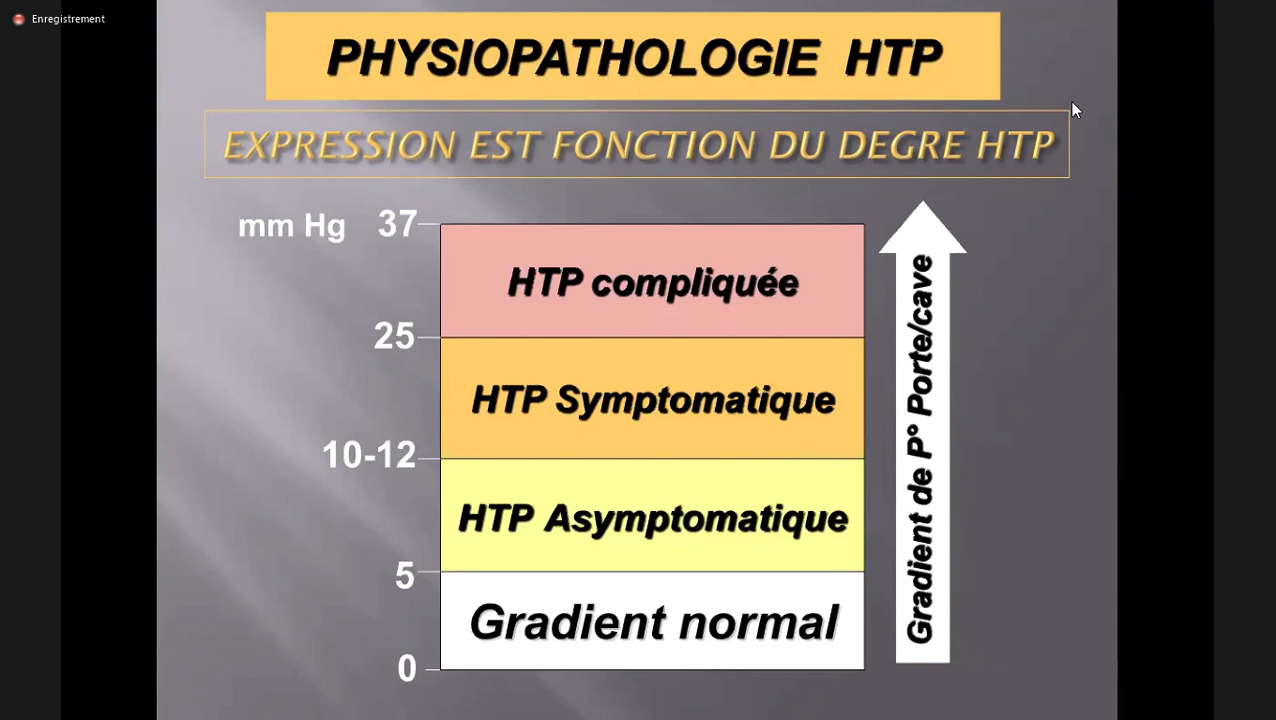 Enregistrement
PHYSIOPATHOLOGIE HTP
EXPRESSION EST FONCTION DU DEGRE HTP
mm Hg 37
HTP compliquée
25
HTP Symptomatique
10-12
HTP Asymptomatique
5
Gradient normal
0
Gradient de P° Porte/cave